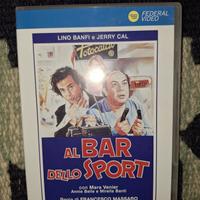 FEDERAL
VIDEO
LINO BANFI e JERRY CAL
Totocalcio
AL BAR
DELLO
SPORT
con Mara Venier
Annie Belle e Mirella Banti
Regia di FRANCESCO MASSARO